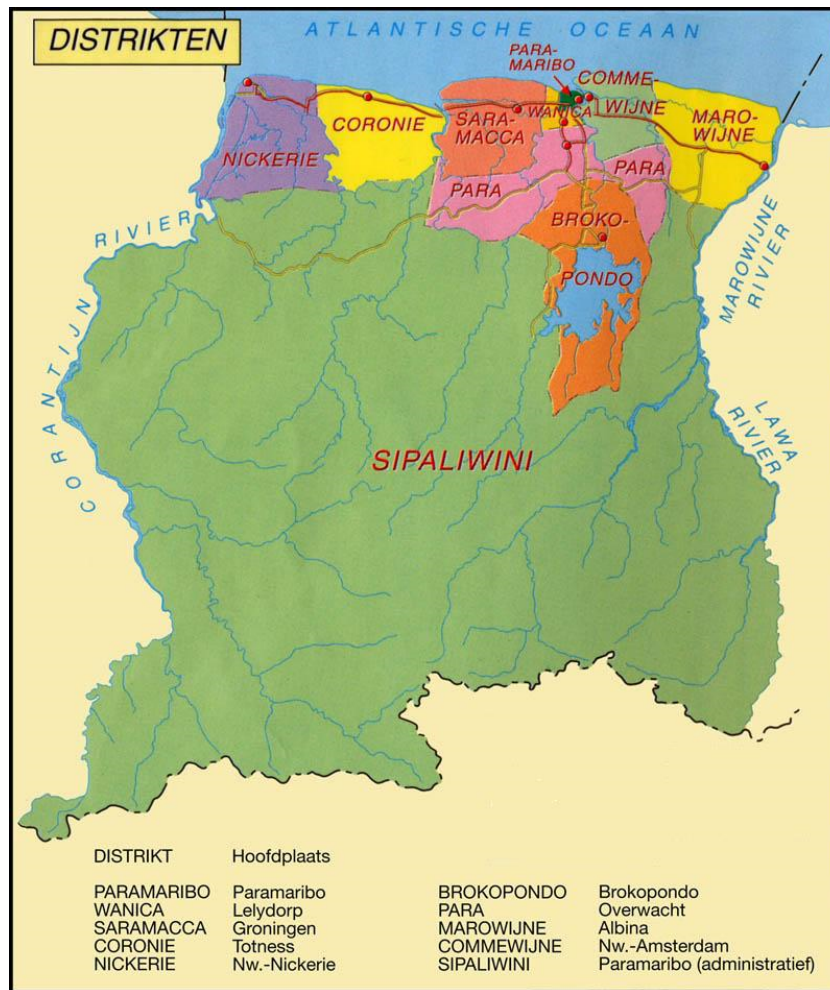 DISTRIKTEN
ATLANTISCHE OCEAAN
PARA-
MARIBO
COMME-
WIJNE
WANICA
MARO-
WIJNE
SARA-
MACCA
CORONIE
NICKERIE
PARA
PARA
BROKO-
PONDO
SIPALIWINI
CORANTIJN
RIVIER
MAROWIJNE
RIVIER
LAWA
RIVIER
DISTRIKT Hoofdplaats
PARAMARIBO Paramaribo
WANICA Lelydorp
SARAMACCA Groningen
CORONIE Totness
NICKERIE Nw.-Nickerie
BROKOPONDO Brokopondo
PARA Overwacht
MAROWIJNE Albina
COMMEWIJNE Nw.-Amsterdam
SIPALIWINI Paramaribo (administratief)